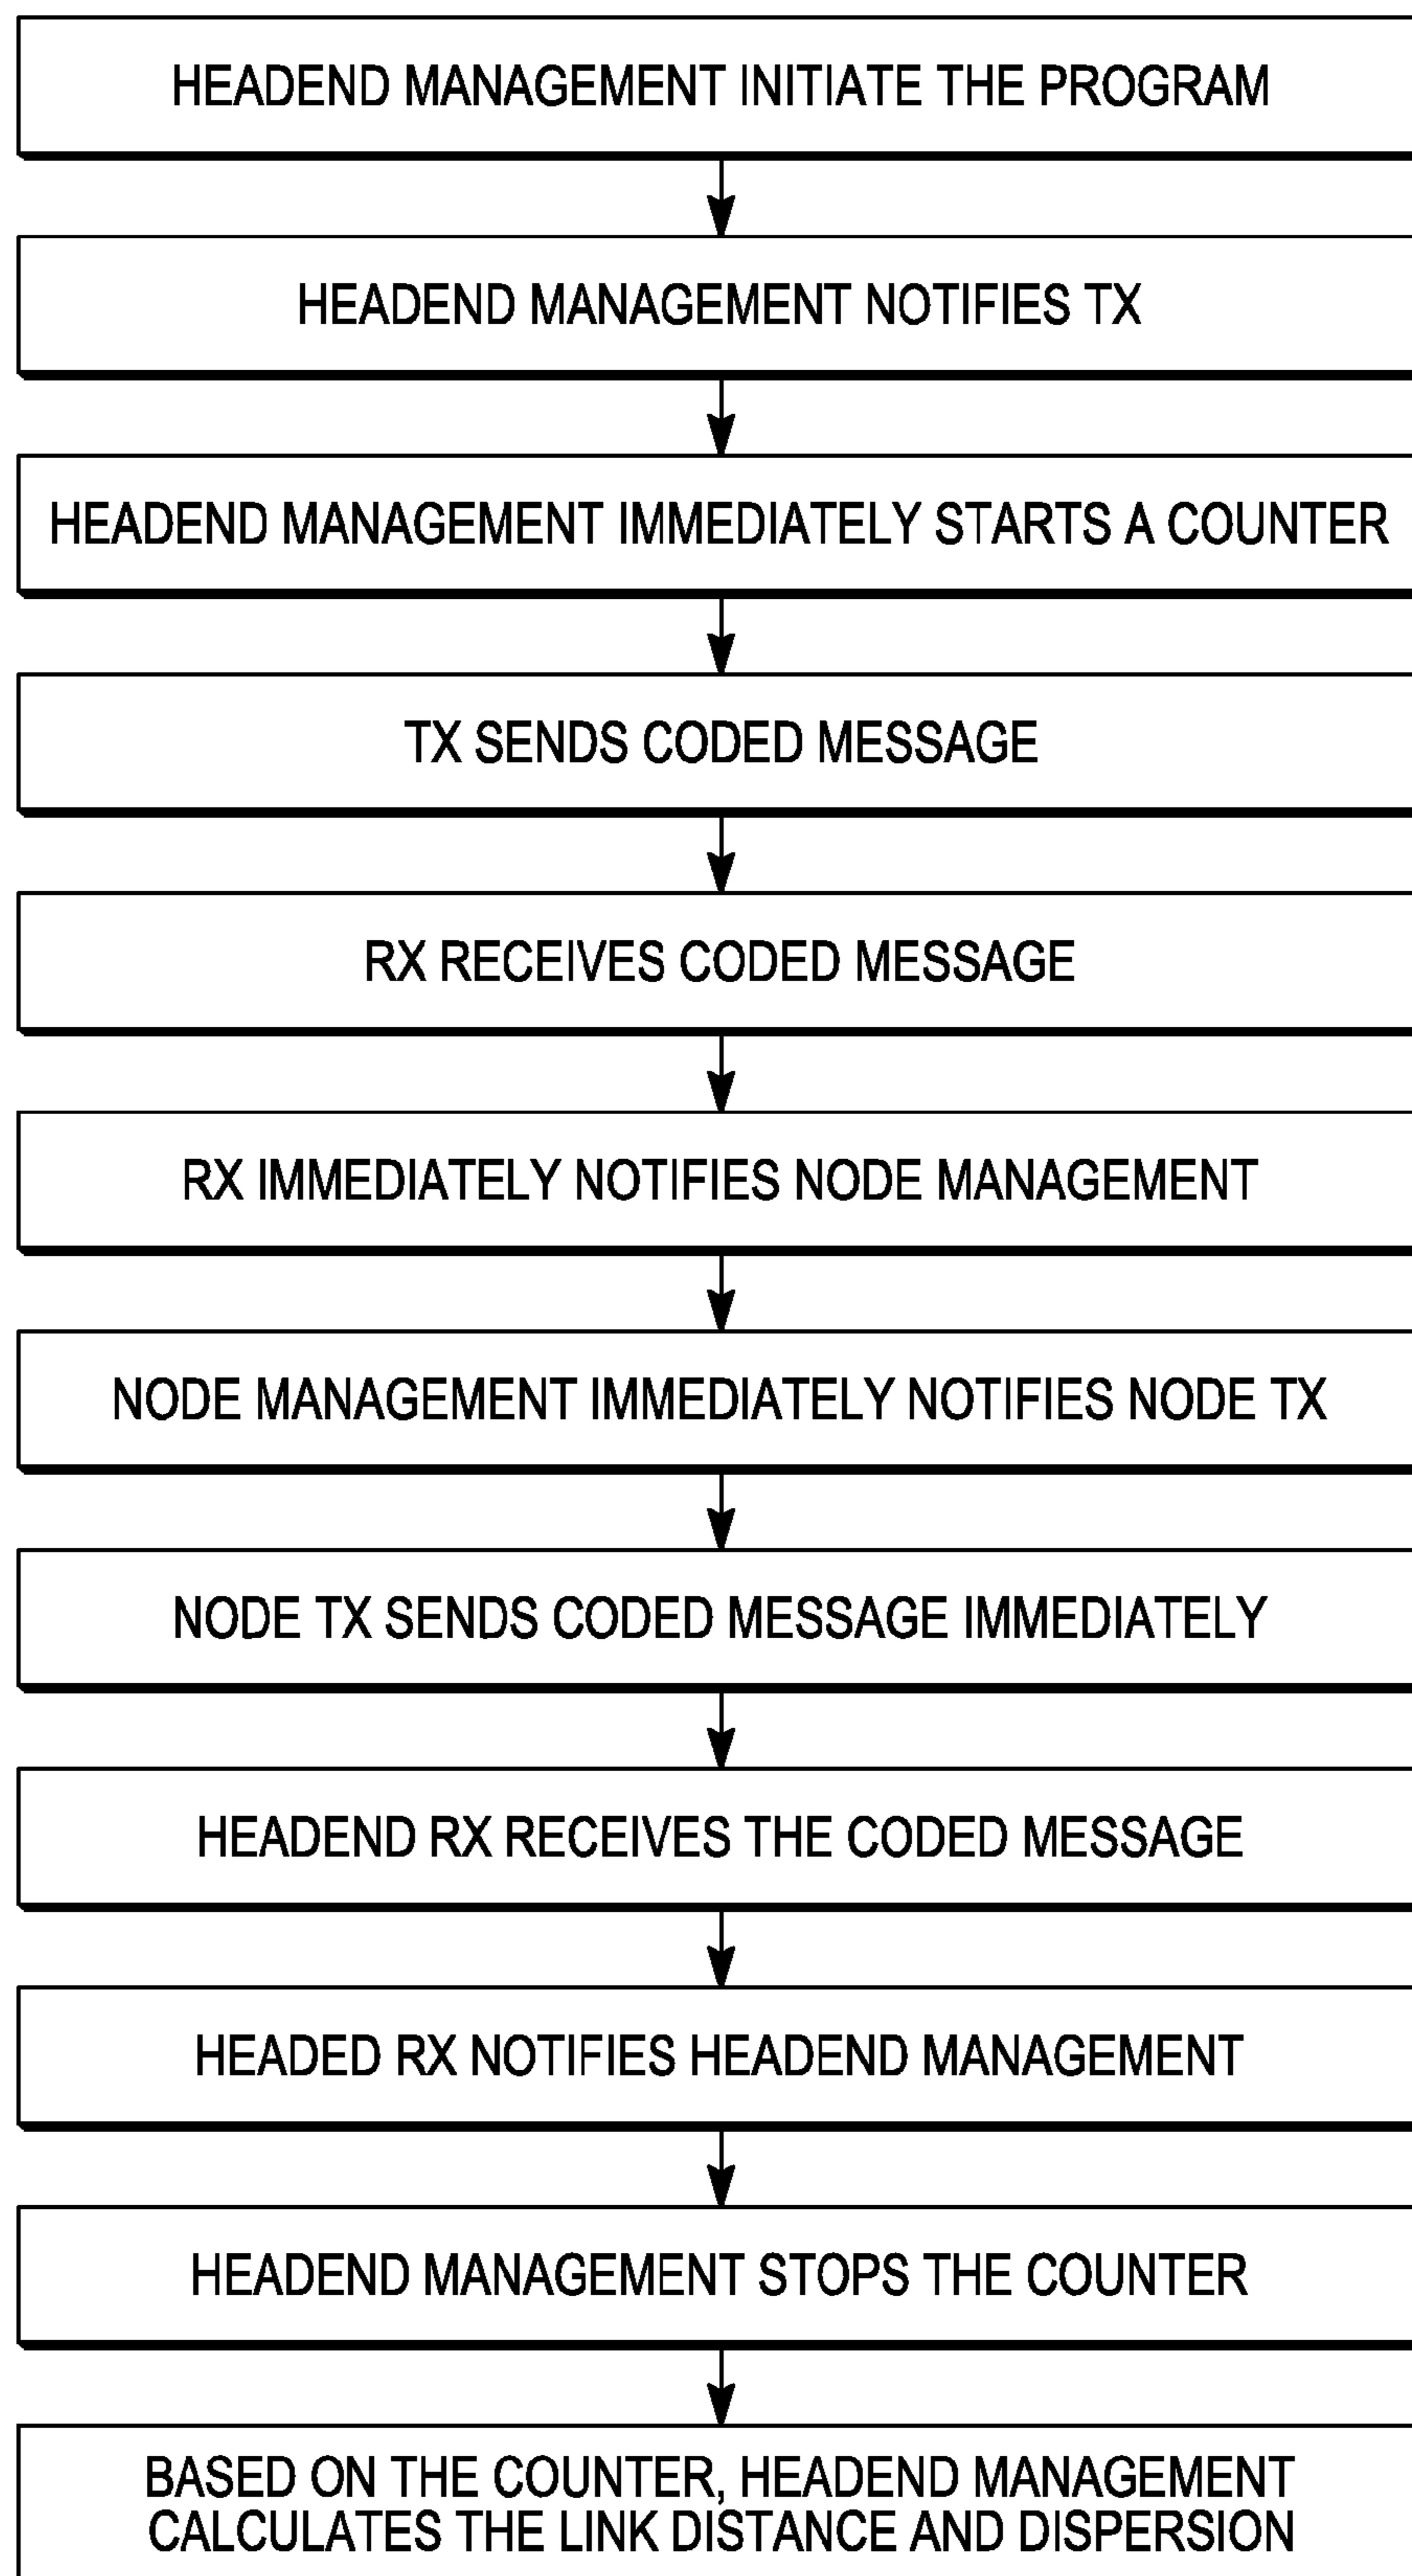 HEADEND MANAGEMENT INITIATE THE PROGRAM
HEADEND MANAGEMENT NOTIFIES TX
HEADEND MANAGEMENT IMMEDIATELY STARTS A COUNTER
TX SENDS CODED MESSAGE
RX RECEIVES CODED MESSAGE
RX IMMEDIATELY NOTIFIES NODE MANAGEMENT
NODE MANAGEMENT IMMEDIATELY NOTIFIES NODE TX
NODE TX SENDS CODED MESSAGE IMMEDIATELY
HEADEND RX RECEIVES THE CODED MESSAGE
HEADED RX NOTIFIES HEADEND MANAGEMENT
HEADEND MANAGEMENT STOPS THE COUNTER
BASED ON THE COUNTER, HEADEND MANAGEMENT
CALCULATES THE LINK DISTANCE AND DISPERSION